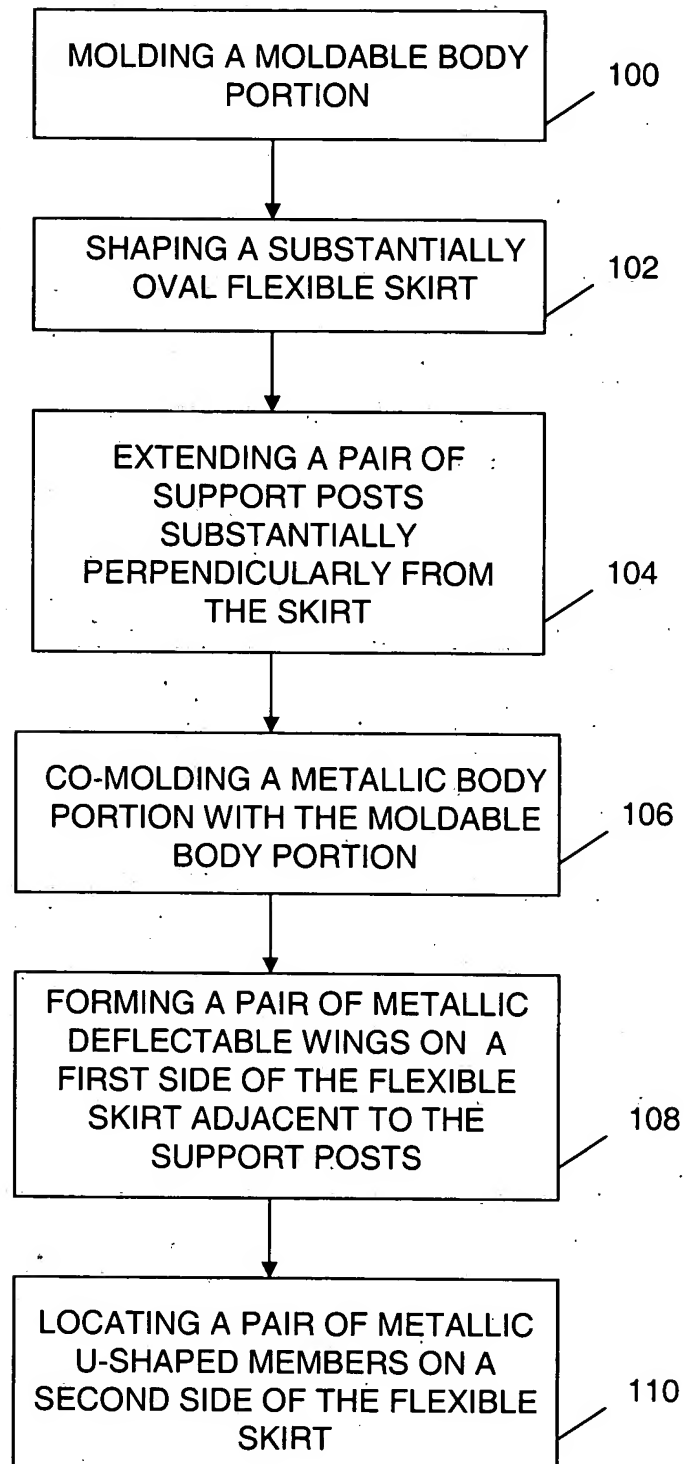 MOLDING A MOLDABLE BODY
PORTION
100
SHAPING A SUBSTANTIALLY
OVAL FLEXIBLE SKIRT
102
EXTENDING A PAIR OF
SUPPORT POSTS
SUBSTANTIALLY
PERPENDICULARLY FROM
THE SKIRT
104
CO-MOLDING A METALLIC BODY
PORTION WITH THE MOLDABLE
BODY PORTION
106
FORMING A PAIR OF METALLIC
DEFLECTABLE WINGS ON A
FIRST SIDE OF THE FLEXIBLE
SKIRT ADJACENT TO THE
SUPPORT POSTS
108
LOCATING A PAIR OF METALLIC
U-SHAPED MEMBERS ON A
SECOND SIDE OF THE FLEXIBLE
SKIRT
110